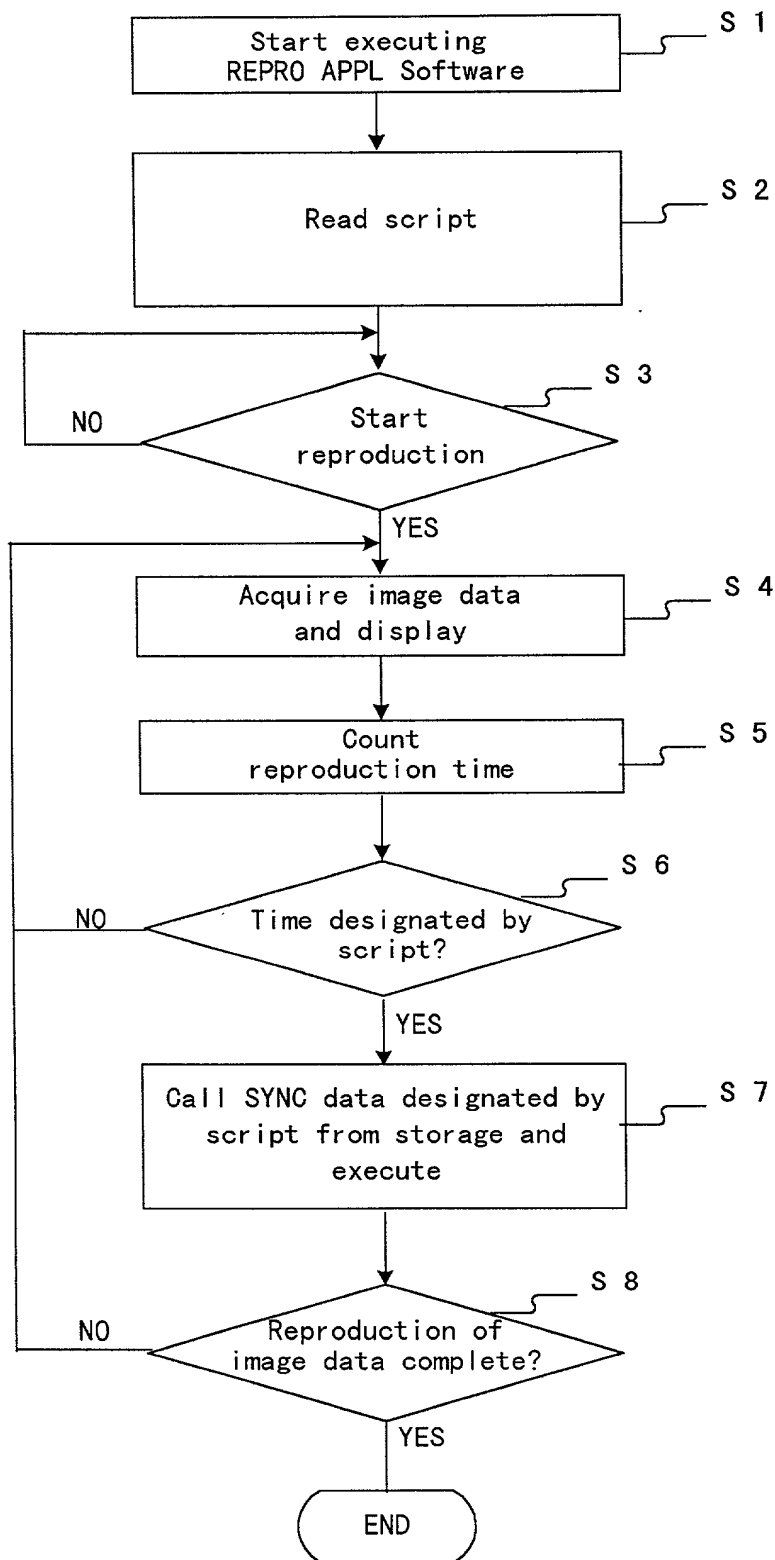 Start executing
REPRO APPL Software
S 1
Read script
S 2
S 3
Start
reproduction
NO
YES
Acquire image data
and display
S 4
Count
reproduction time
S 5
S 6
Time designated by
script?
NO
YES
Call SYNC data designated by
script from storage and
execute
S 7
S 8
Reproduction of
image data complete?
NO
YES
END